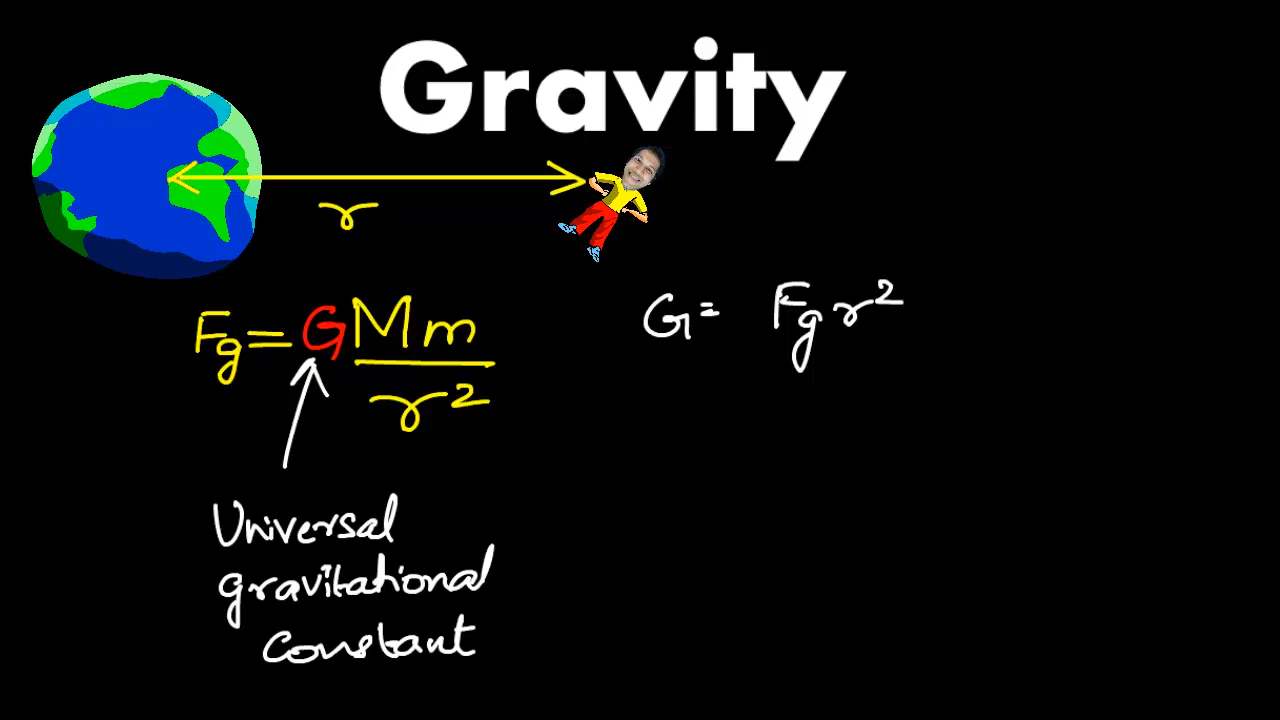 Gravity
r
Fg = G Mm
r²
G = Fg r²
Universal
gravitational
Constant